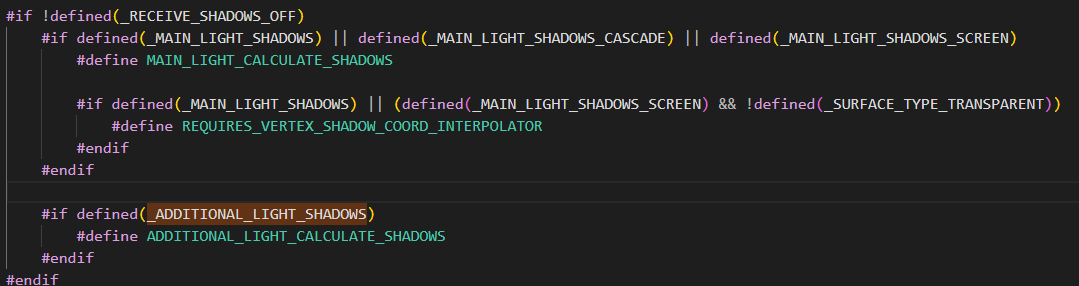 #if !defined(_RECEIVE_SHADOWS_OFF)
#if defined(_MAIN_LIGHT_SHADOWS) || defined(_MAIN_LIGHT_SHADOWS_CASCADE) || defined(_MAIN_LIGHT_SHADOWS_SCREEN)
#define MAIN_LIGHT_CALCULATE_SHADOWS
#if defined(_MAIN_LIGHT_SHADOWS) || (defined(_MAIN_LIGHT_SHADOWS_SCREEN) && !defined(_SURFACE_TYPE_TRANSPARENT))
#define REQUIRES_VERTEX_SHADOW_COORD_INTERPOLATOR
#endif
#endif
#if defined(_ADDITIONAL_LIGHT_SHADOWS)
#define ADDITIONAL_LIGHT_CALCULATE_SHADOWS
#endif
#endif